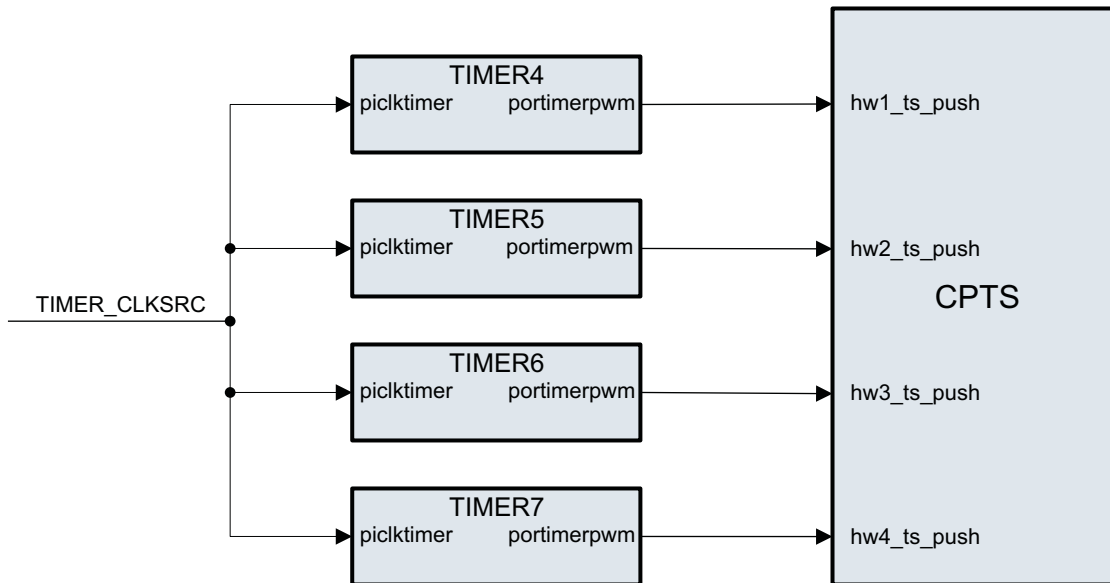 TIMER4
piclktimer portimerpwm
hw1_ts_push
TIMER5
piclktimer portimerpwm
hw2_ts_push
CPTS
TIMER_CLKSRC
TIMER6
piclktimer portimerpwm
hw3_ts_push
TIMER7
piclktimer portimerpwm
hw4_ts_push